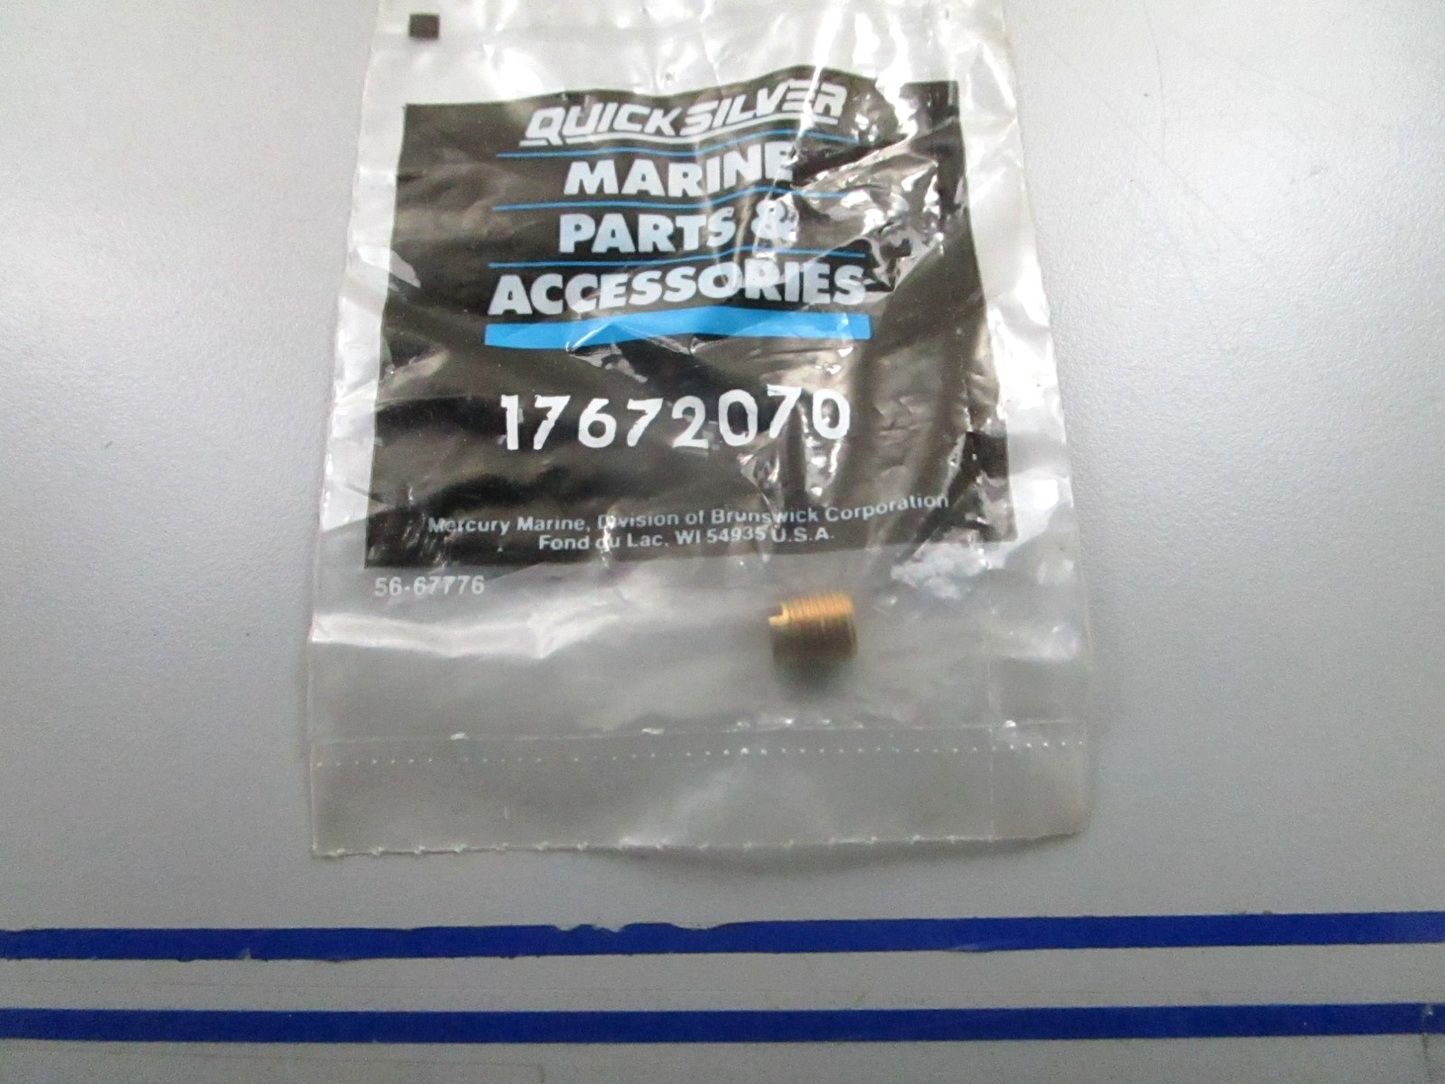 QUICKSILVER
MARINE
PARTS &
ACCESSORIES
17672070
Mercury Marine, Division of Brunswick Corporation
Fond du Lac, WI 54935 U.S.A.
56-67776